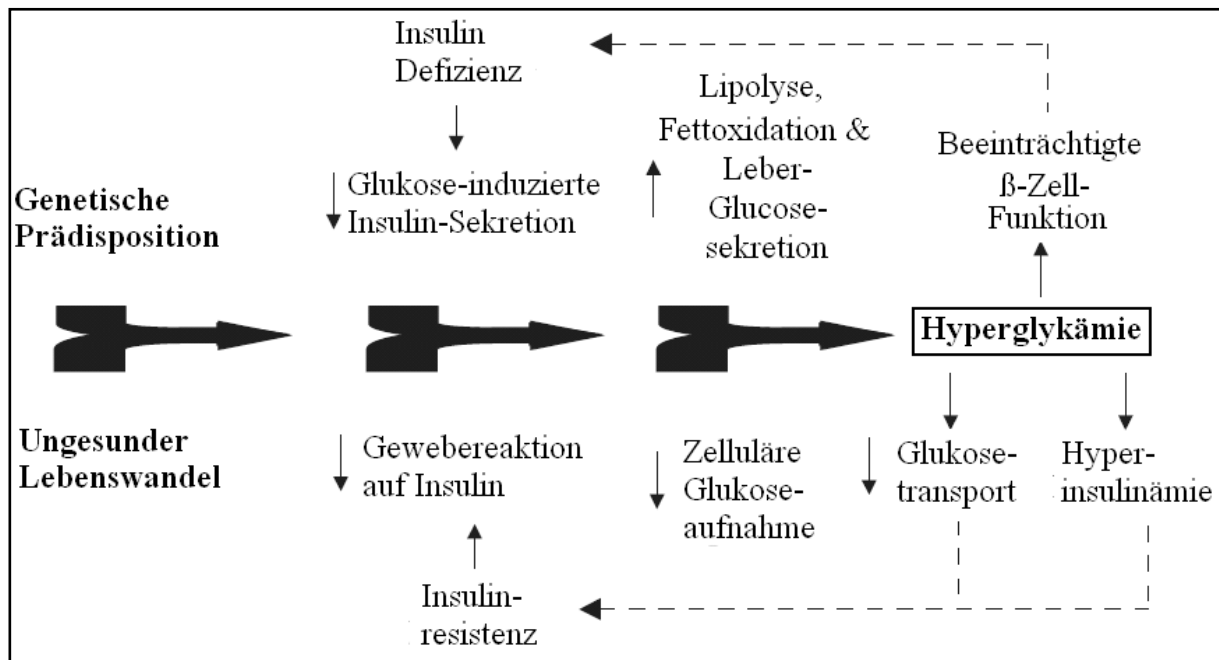 Insulin
Defizienz
Lipolyse,
Fettoxidation &
Leber-
Glucose-
sekretion
Beeinträchtigte
ß-Zell-
Funktion
Glukose-induzierte
Insulin-Sekretion
Genetische
Prädisposition
Hyperglykämie
Ungesunder
Lebenswandel
Gewebereaktion
auf Insulin
Zelluläre
Glukose-
aufnahme
Glukose-
transport
Hyper-
insulinämie
Insulin-
resistenz